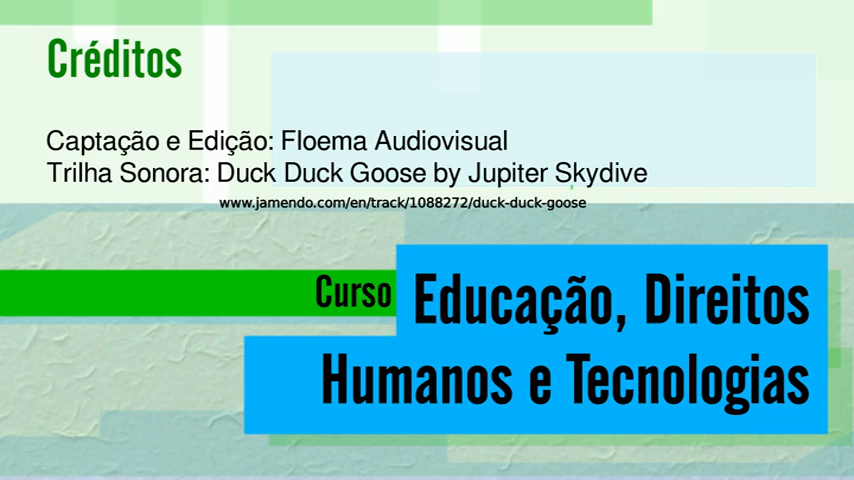 Créditos
Captação e Edição: Floema Audiovisual
Trilha Sonora: Duck Duck Goose by Jupiter Skydive
www.jamendo.com/en/track/1088272/duck-duck-goose
Curso Educação, Direitos
Humanos e Tecnologias